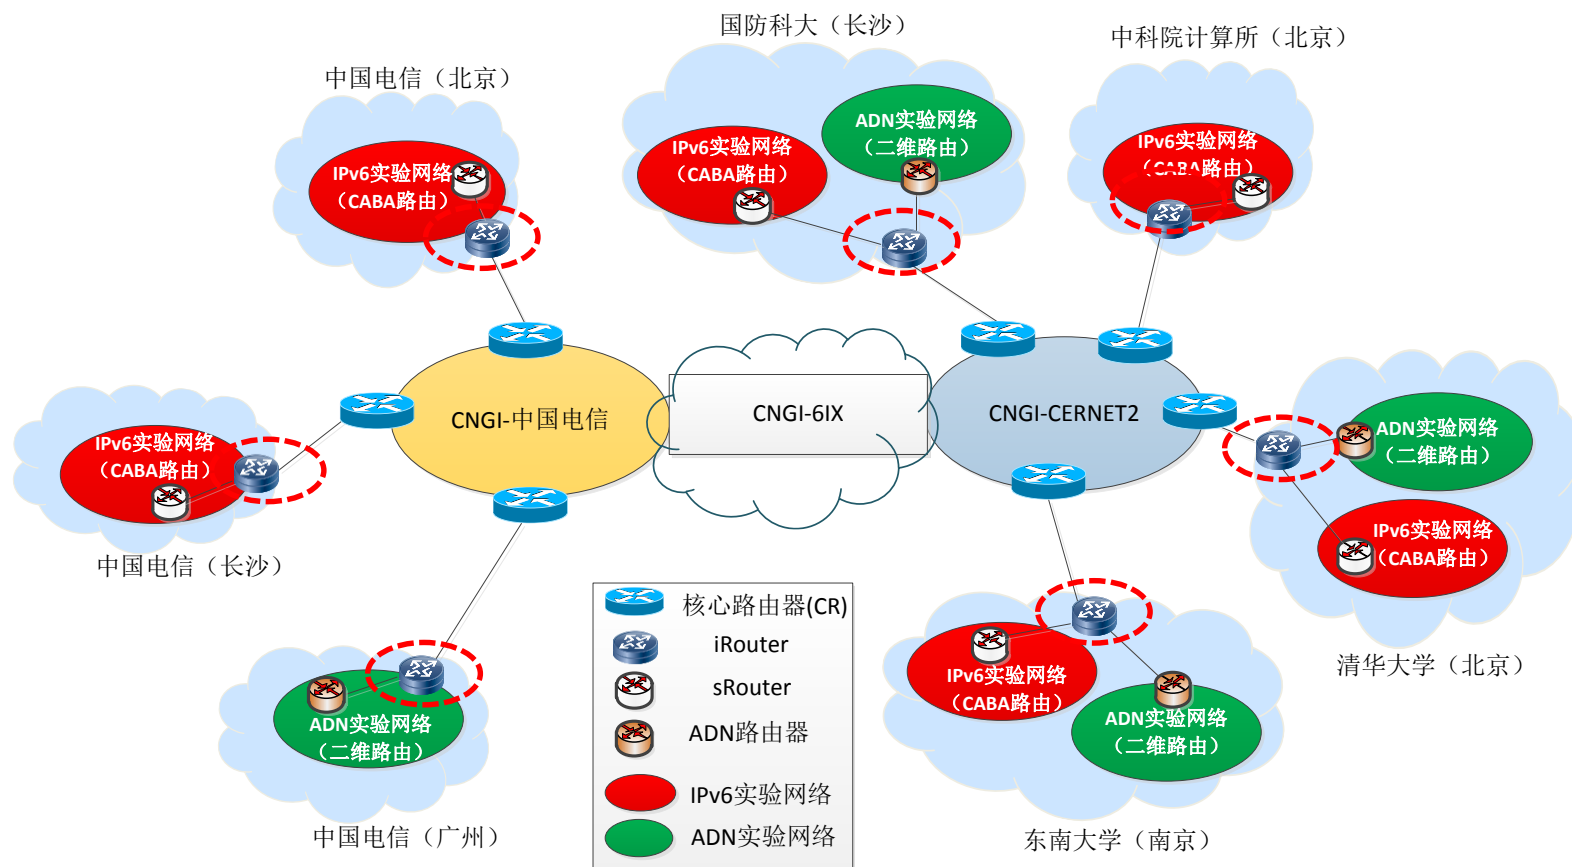 国防科大（长沙）
中科院计算所（北京）
中国电信（北京）
ADN实验网络
（二维路由）
IPv6实验网络
（CABA路由）
IPv6实验网络
（CABA路由）
IPv6实验网络
（CABA路由）
CNGI-中国电信
CNGI-6IX
CNGI-CERNET2
IPv6实验网络
（CABA路由）
中国电信（长沙）
ADN实验网络
（二维路由）
IPv6实验网络
（CABA路由）
清华大学（北京）
核心路由器(CR)
iRouter
sRouter
ADN路由器
IPv6实验网络
ADN实验网络
ADN实验网络
（二维路由）
中国电信（广州）
IPv6实验网络
（CABA路由）
ADN实验网络
（二维路由）
东南大学（南京）